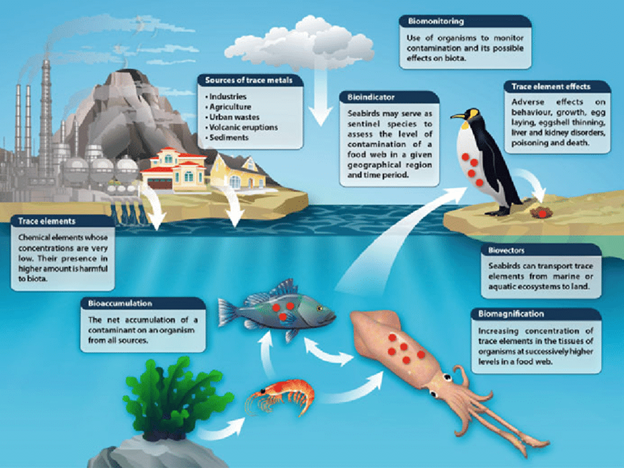 Biomonitoring
Use of organisms to monitor
contamination and its possible
effects on biota.
Sources of trace metals
• Industries
• Agriculture
• Urban wastes
• Volcanic eruptions
• Sediments
Bioindicator
Seabirds may serve as
sentinel species to
assess the level of
contamination of a
food web in a given
geographical region
and time period.
Trace element effects
Adverse effects on
behaviour, growth, egg
laying, eggshell thinning,
liver and kidney disorders,
poisoning and death.
Trace elements
Chemical elements whose
concentrations are very
low. Their presence in
higher amount is harmful
to biota.
Biovectors
Seabirds can transport trace
elements from marine or
aquatic ecosystems to land.
Bioaccumulation
The net accumulation of
a contaminant on an organism
from all sources.
Biomagnification
Increasing concentration of
trace elements in the tissues of
organisms at successively higher
levels in a food web.